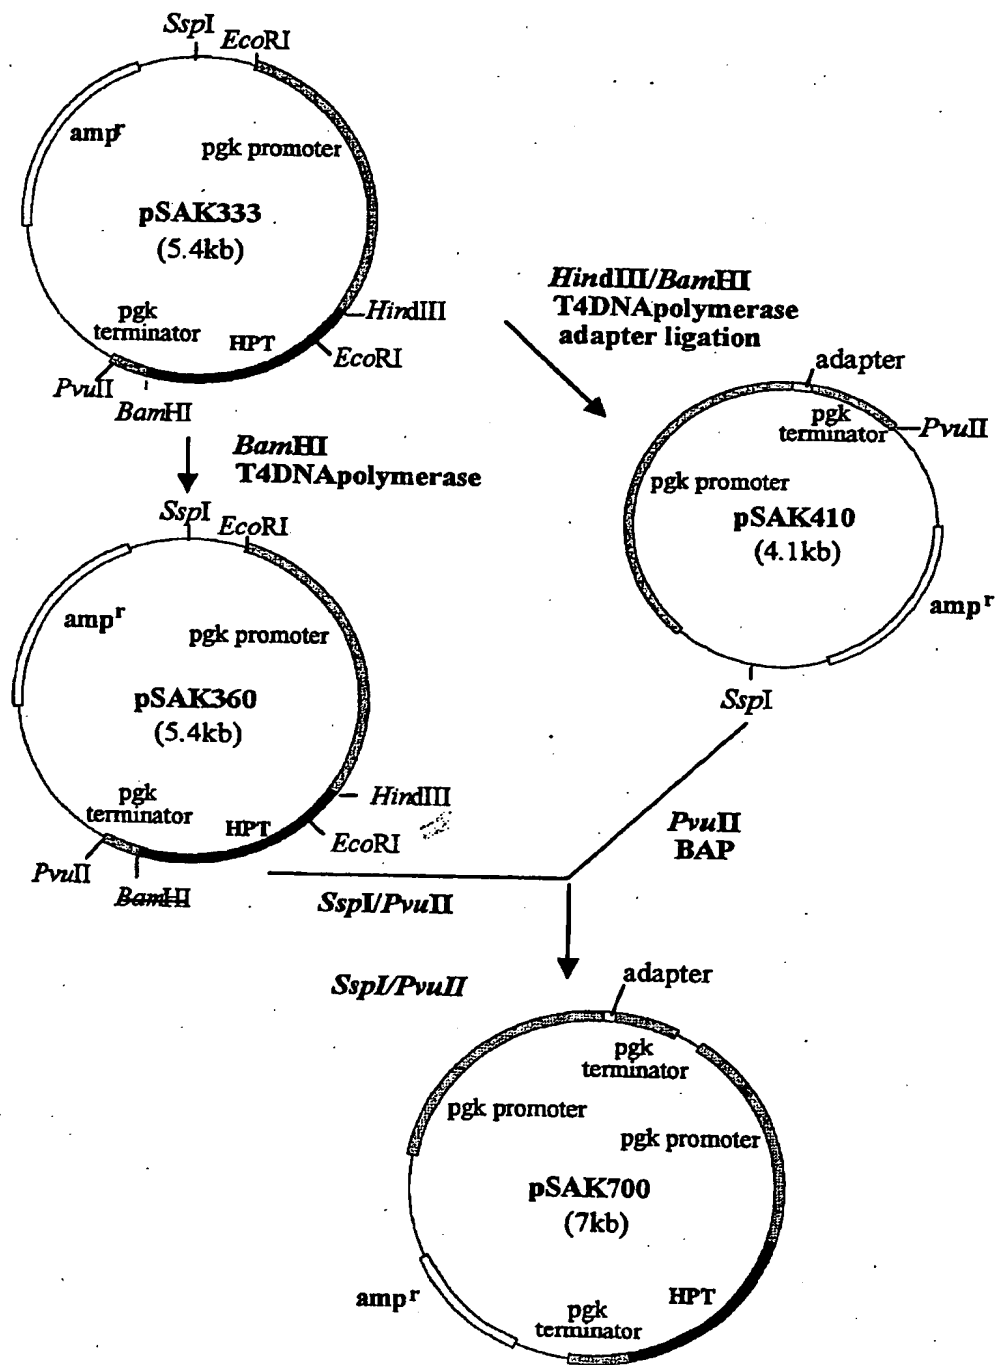 SspI
EcoRI
ampr
pgk promoter
pSAK333
(5.4kb)
HindIII
pgk
terminator
HPT
EcoRI
PvuII
BamHI
HindIII/BamHI
T4DNApolymerase
adapter ligation
BamHI
T4DNApolymerase
adapter
pgk
terminator
PvuII
pgk promoter
pSAK410
(4.1kb)
ampr
SspI
SspI
EcoRI
ampr
pgk promoter
pSAK360
(5.4kb)
pgk
terminator
HindIII
HPT
EcoRI
PvuII
BamHI
SspI/PvuII
PvuII
BAP
SspI/PvuII
adapter
pgk
terminator
pgk promoter
pgk promoter
pSAK700
(7kb)
HPT
ampr
pgk
terminator